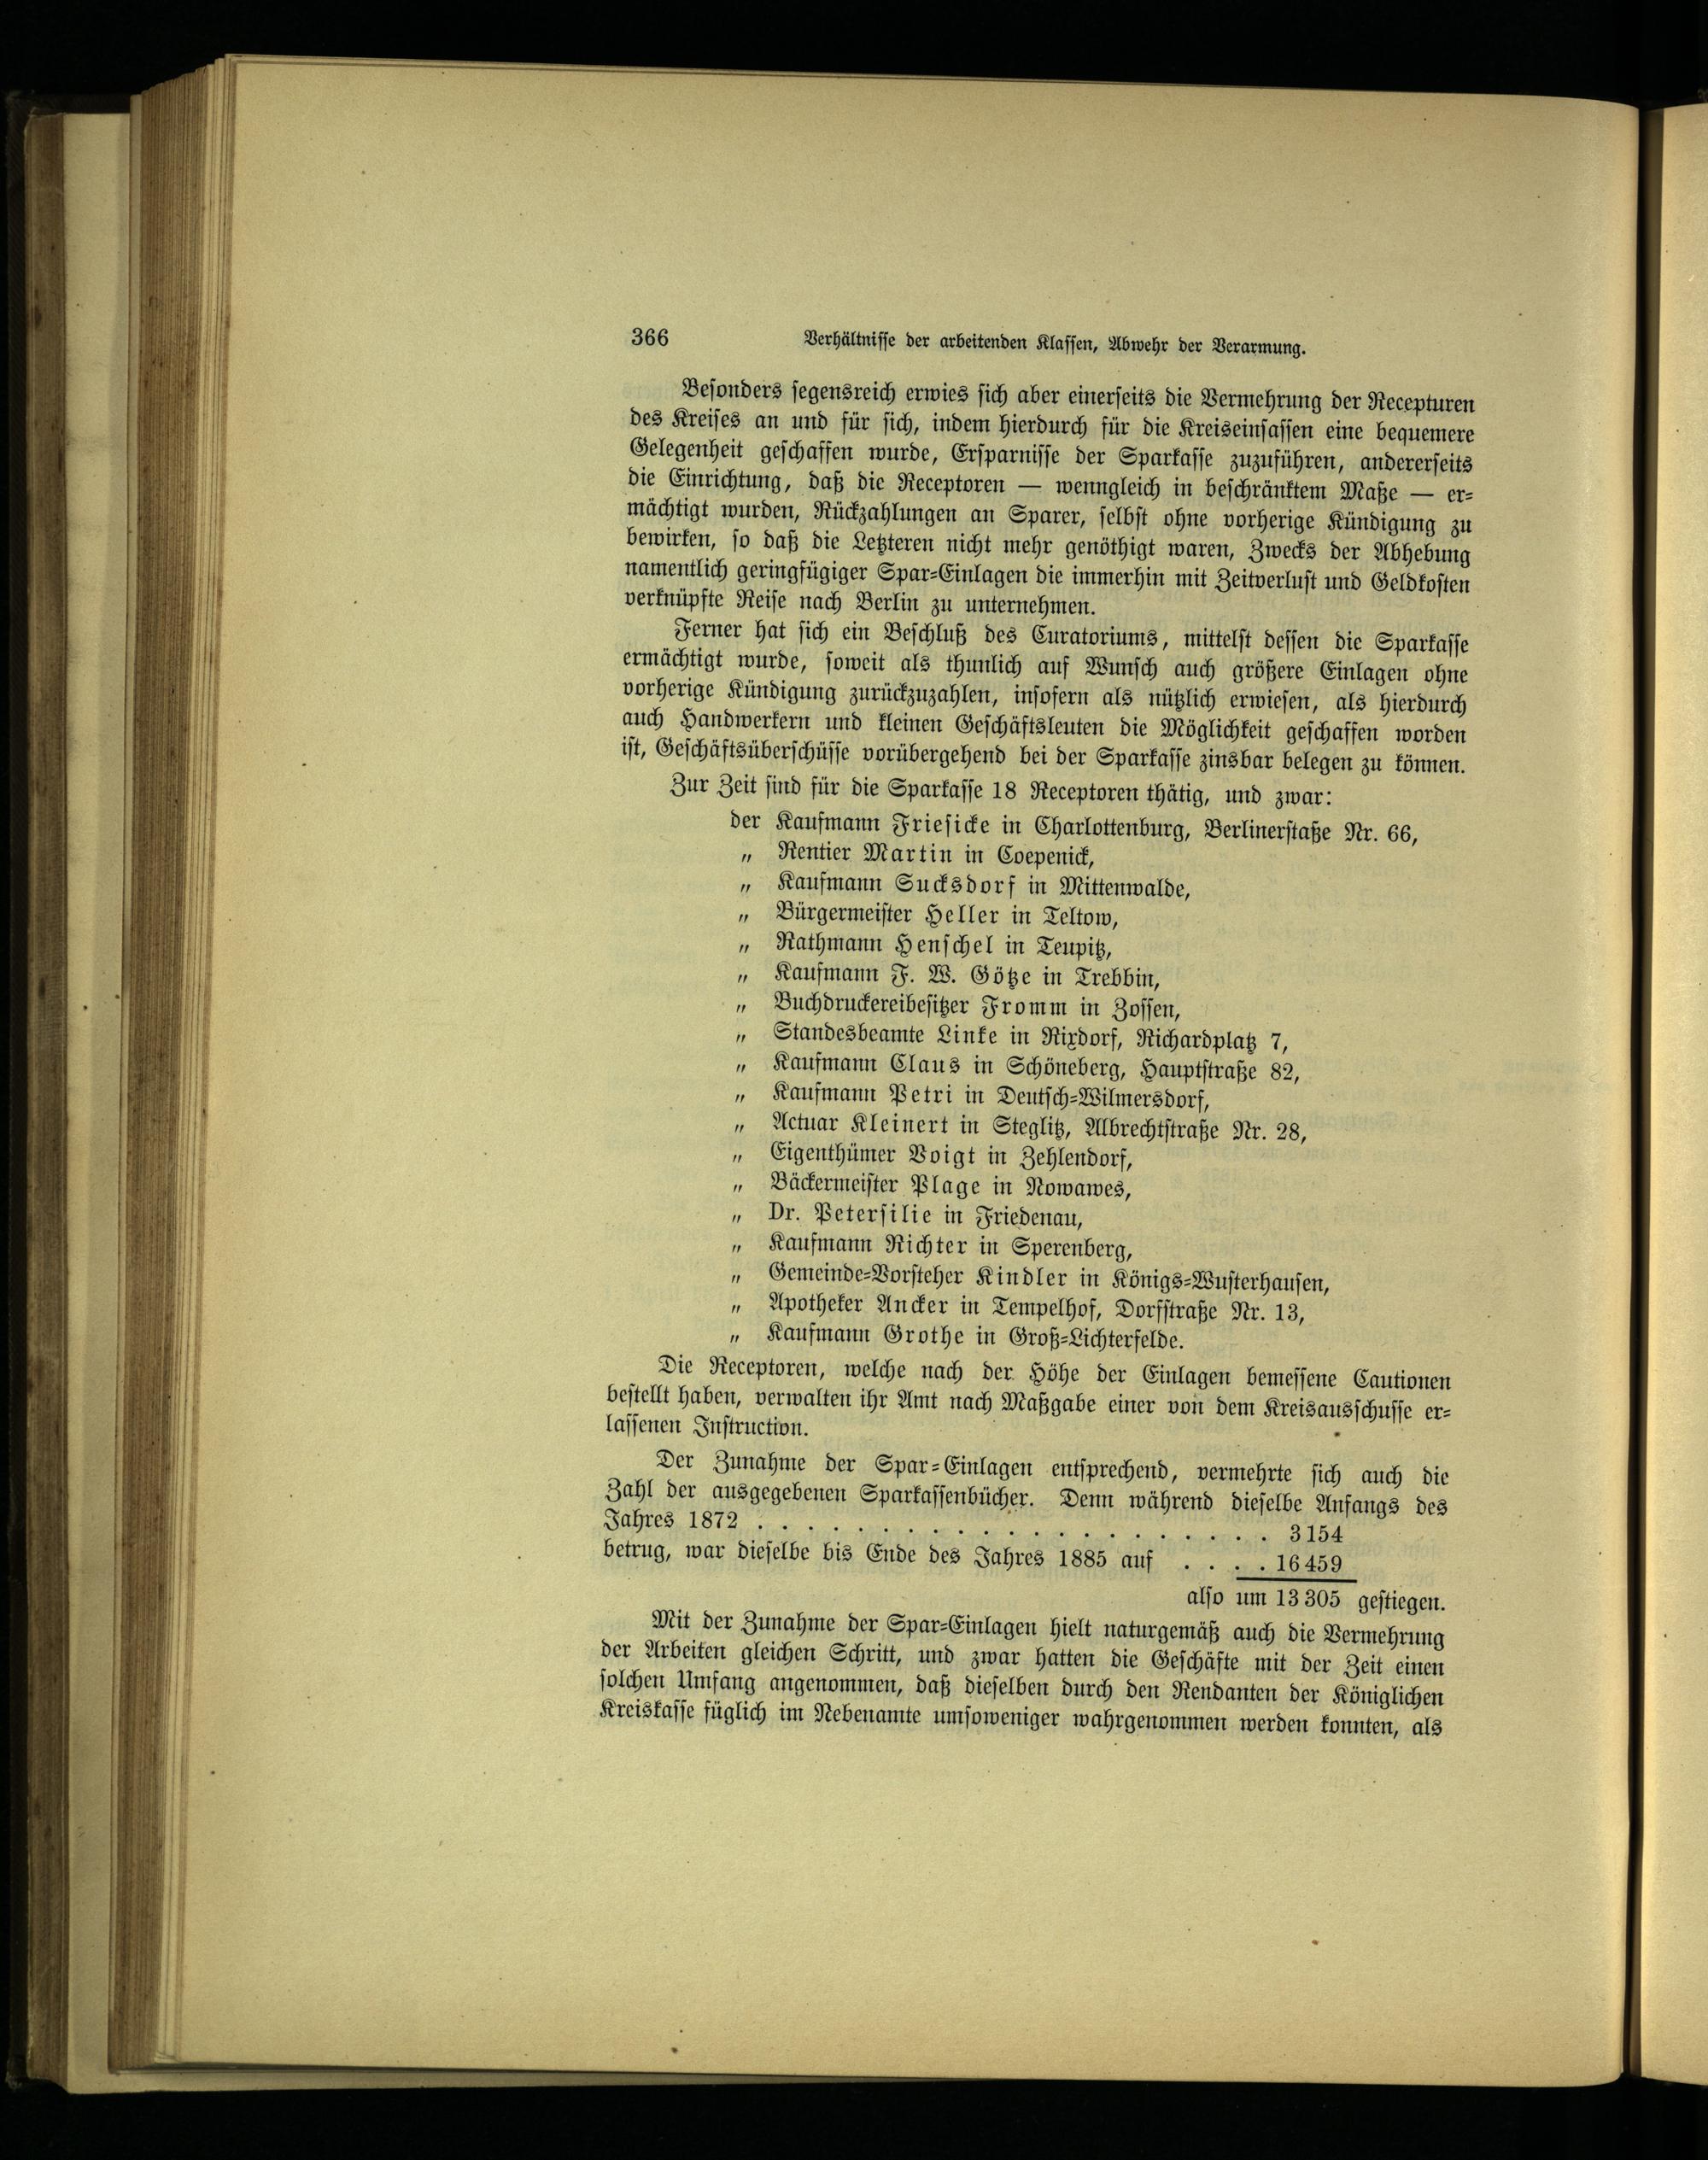 366 Verhältnisse der arbeitenden Klassen, Abwehr der Verarmung.
Besonders segensreich erwies sich aber einerseits die Vermehrung der Recepturen
des Kreises an und für sich, indem hierdurch für die Kreiseinsassen eine bequemere
Gelegenheit geschaffen wurde, Ersparnisse der Sparkasse zuzuführen, andererseits
die Einrichtung, daß die Receptoren — wenngleich in beschränktem Maße — er-
mächtigt wurden, Rückzahlungen an Sparer, selbst ohne vorherige Kündigung zu
bewirken, so daß die Letzteren nicht mehr genöthigt waren, Zwecks der Abhebung
namentlich geringfügiger Spar-Einlagen die immerhin mit Zeitverlust und Geldkosten
verknüpfte Reise nach Berlin zu unternehmen.
Ferner hat sich ein Beschluß des Curatoriums, mittelst dessen die Sparkasse
ermächtigt wurde, soweit als thunlich auf Wunsch auch größere Einlagen ohne
vorherige Kündigung zurückzuzahlen, insofern als nützlich erwiesen, als hierdurch
auch Handwerkern und kleinen Geschäftsleuten die Möglichkeit geschaffen worden
ist, Geschäftsüberschüsse vorübergehend bei der Sparkasse zinsbar belegen zu können.
Zur Zeit sind für die Sparkasse 18 Receptoren thätig, und zwar:
der Kaufmann Friesicke in Charlottenburg, Berlinerstaße Nr. 66,
„ Rentier Martin in Coepenick,
„ Kaufmann Sucksdorf in Mittenwalde,
„ Bürgermeister Heller in Teltow,
„ Rathmann Henschel in Teupitz,
„ Kaufmann F. W. Götze in Trebbin,
„ Buchdruckereibesitzer Fromm in Zossen,
„ Standesbeamte Linke in Rixdorf, Richardplatz 7,
„ Kaufmann Claus in Schöneberg, Hauptstraße 82,
„ Kaufmann Petri in Deutsch-Wilmersdorf,
„ Actuar Kleinert in Steglitz, Albrechtstraße Nr. 28,
„ Eigenthümer Voigt in Zehlendorf,
„ Bäckermeister Plage in Nowawes,
„ Dr. Petersilie in Friedenau,
„ Kaufmann Richter in Sperenberg,
„ Gemeinde-Vorsteher Kindler in Königs-Wusterhausen,
„ Apotheker Ancker in Tempelhof, Dorfstraße Nr. 13,
„ Kaufmann Grothe in Groß-Lichterfelde.
Die Receptoren, welche nach der Höhe der Einlagen bemessene Cautionen
bestellt haben, verwalten ihr Amt nach Maßgabe einer von dem Kreisausschusse er-
lassenen Instruction.
Der Zunahme der Spar-Einlagen entsprechend, vermehrte sich auch die
Zahl der ausgegebenen Sparkassenbücher. Denn während dieselbe Anfangs des
Jahres 1872 . . . . . . . . . . . . . . . . . . . . . 3 154
betrug, war dieselbe bis Ende des Jahres 1885 auf . . . . 16 459
also um 13 305 gestiegen.
Mit der Zunahme der Spar-Einlagen hielt naturgemäß auch die Vermehrung
der Arbeiten gleichen Schritt, und zwar hatten die Geschäfte mit der Zeit einen
solchen Umfang angenommen, daß dieselben durch den Rendanten der Königlichen
Kreiskasse füglich im Nebenamte umsoweniger wahrgenommen werden konnten, als